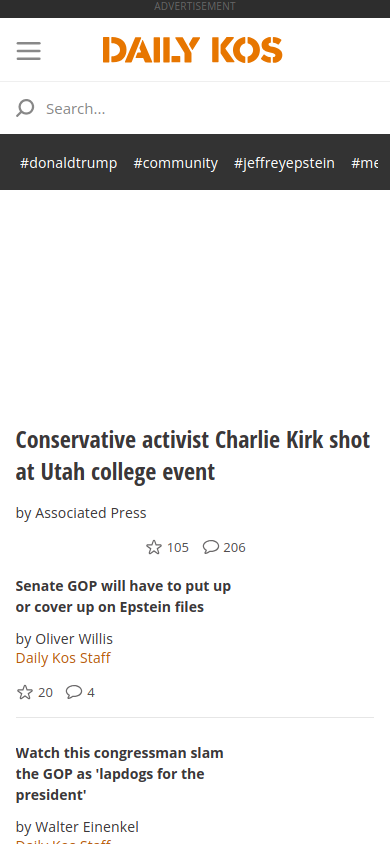 ADVERTISEMENT
DAILY KOS
Search...
#donaldtrump #community #jeffreyepstein #me
Conservative activist Charlie Kirk shot
at Utah college event
by Associated Press
105 206
Senate GOP will have to put up
or cover up on Epstein files
by Oliver Willis
Daily Kos Staff
20 4
Watch this congressman slam
the GOP as 'lapdogs for the
president'
by Walter Einenkel
Daily Kos Staff